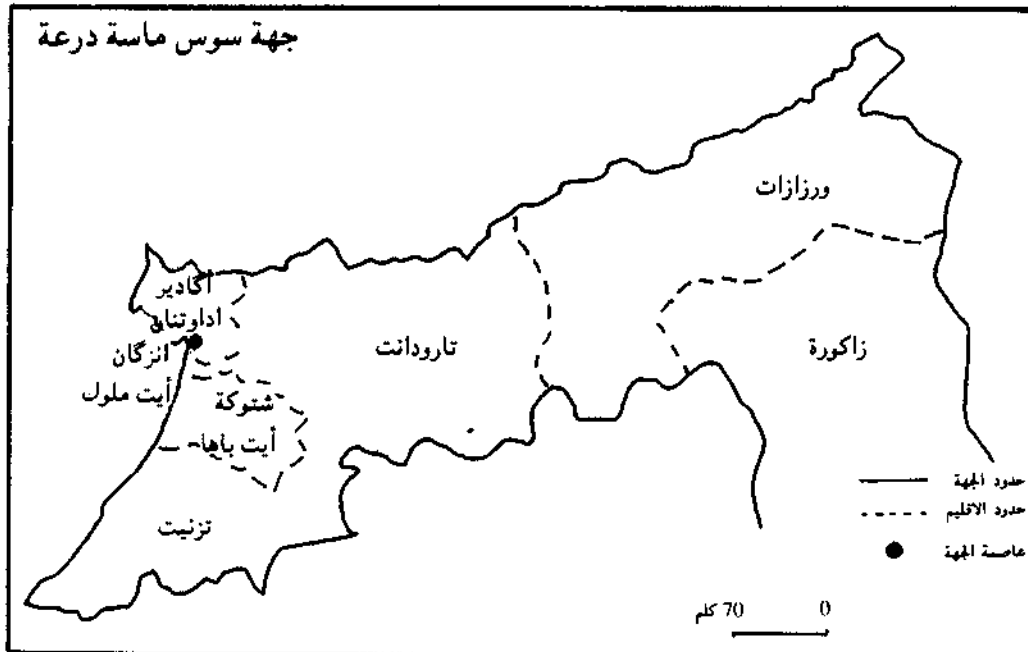 جهة سوس ماسة درعة
ورزازات
أكادير
اداوتنان
انزگان
أيت ملول
تارودانت
زاكورة
شتوكة
أيت باها
تزنيت
حدود الجهة
حدود الاقليم
عاصمة الجهة
0 70 كلم